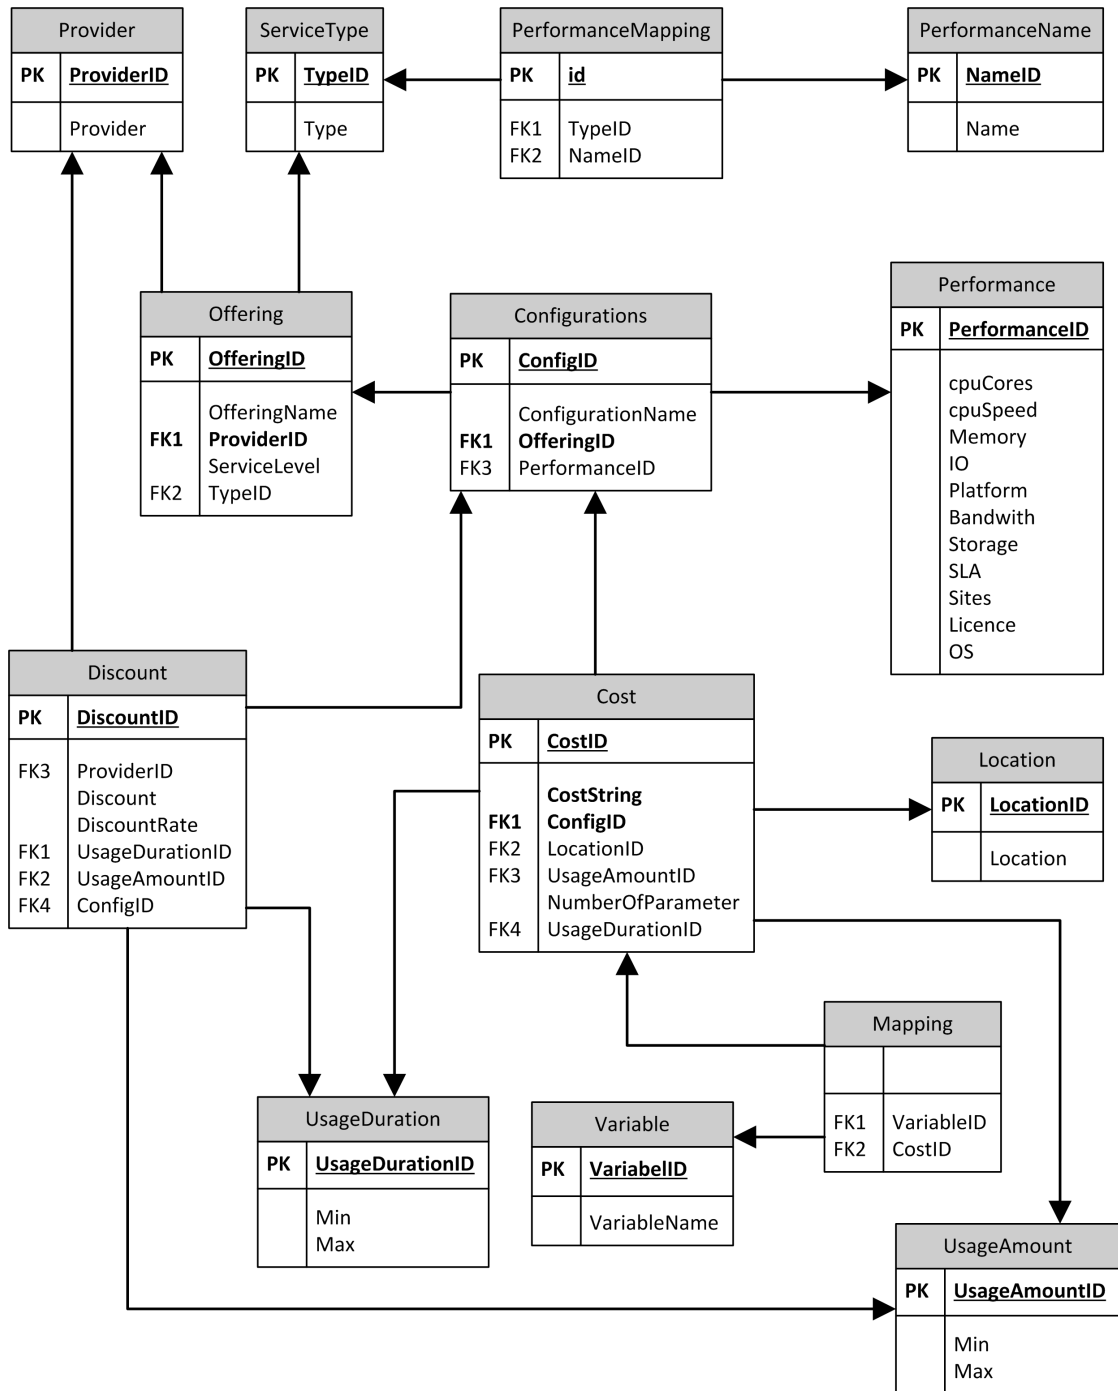 Provider
PK ProviderID
Provider
ServiceType
PK TypeID
Type
PerformanceMapping
PK id
FK1 TypeID
FK2 NameID
PerformanceName
PK NameID
Name
Offering
PK OfferingID
OfferingName
FK1 ProviderID
ServiceLevel
FK2 TypeID
Configurations
PK ConfigID
ConfigurationName
FK1 OfferingID
FK3 PerformanceID
Performance
PK PerformanceID
cpuCores
cpuSpeed
Memory
IO
Platform
Bandwith
Storage
SLA
Sites
Licence
OS
Discount
PK DiscountID
FK3 ProviderID
Discount
DiscountRate
FK1 UsageDurationID
FK2 UsageAmountID
FK4 ConfigID
Cost
PK CostID
CostString
FK1 ConfigID
FK2 LocationID
FK3 UsageAmountID
NumberOfParameter
FK4 UsageDurationID
Location
PK LocationID
Location
Mapping
FK1 VariableID
FK2 CostID
UsageDuration
PK UsageDurationID
Min
Max
Variable
PK VariabelID
VariableName
UsageAmount
PK UsageAmountID
Min
Max